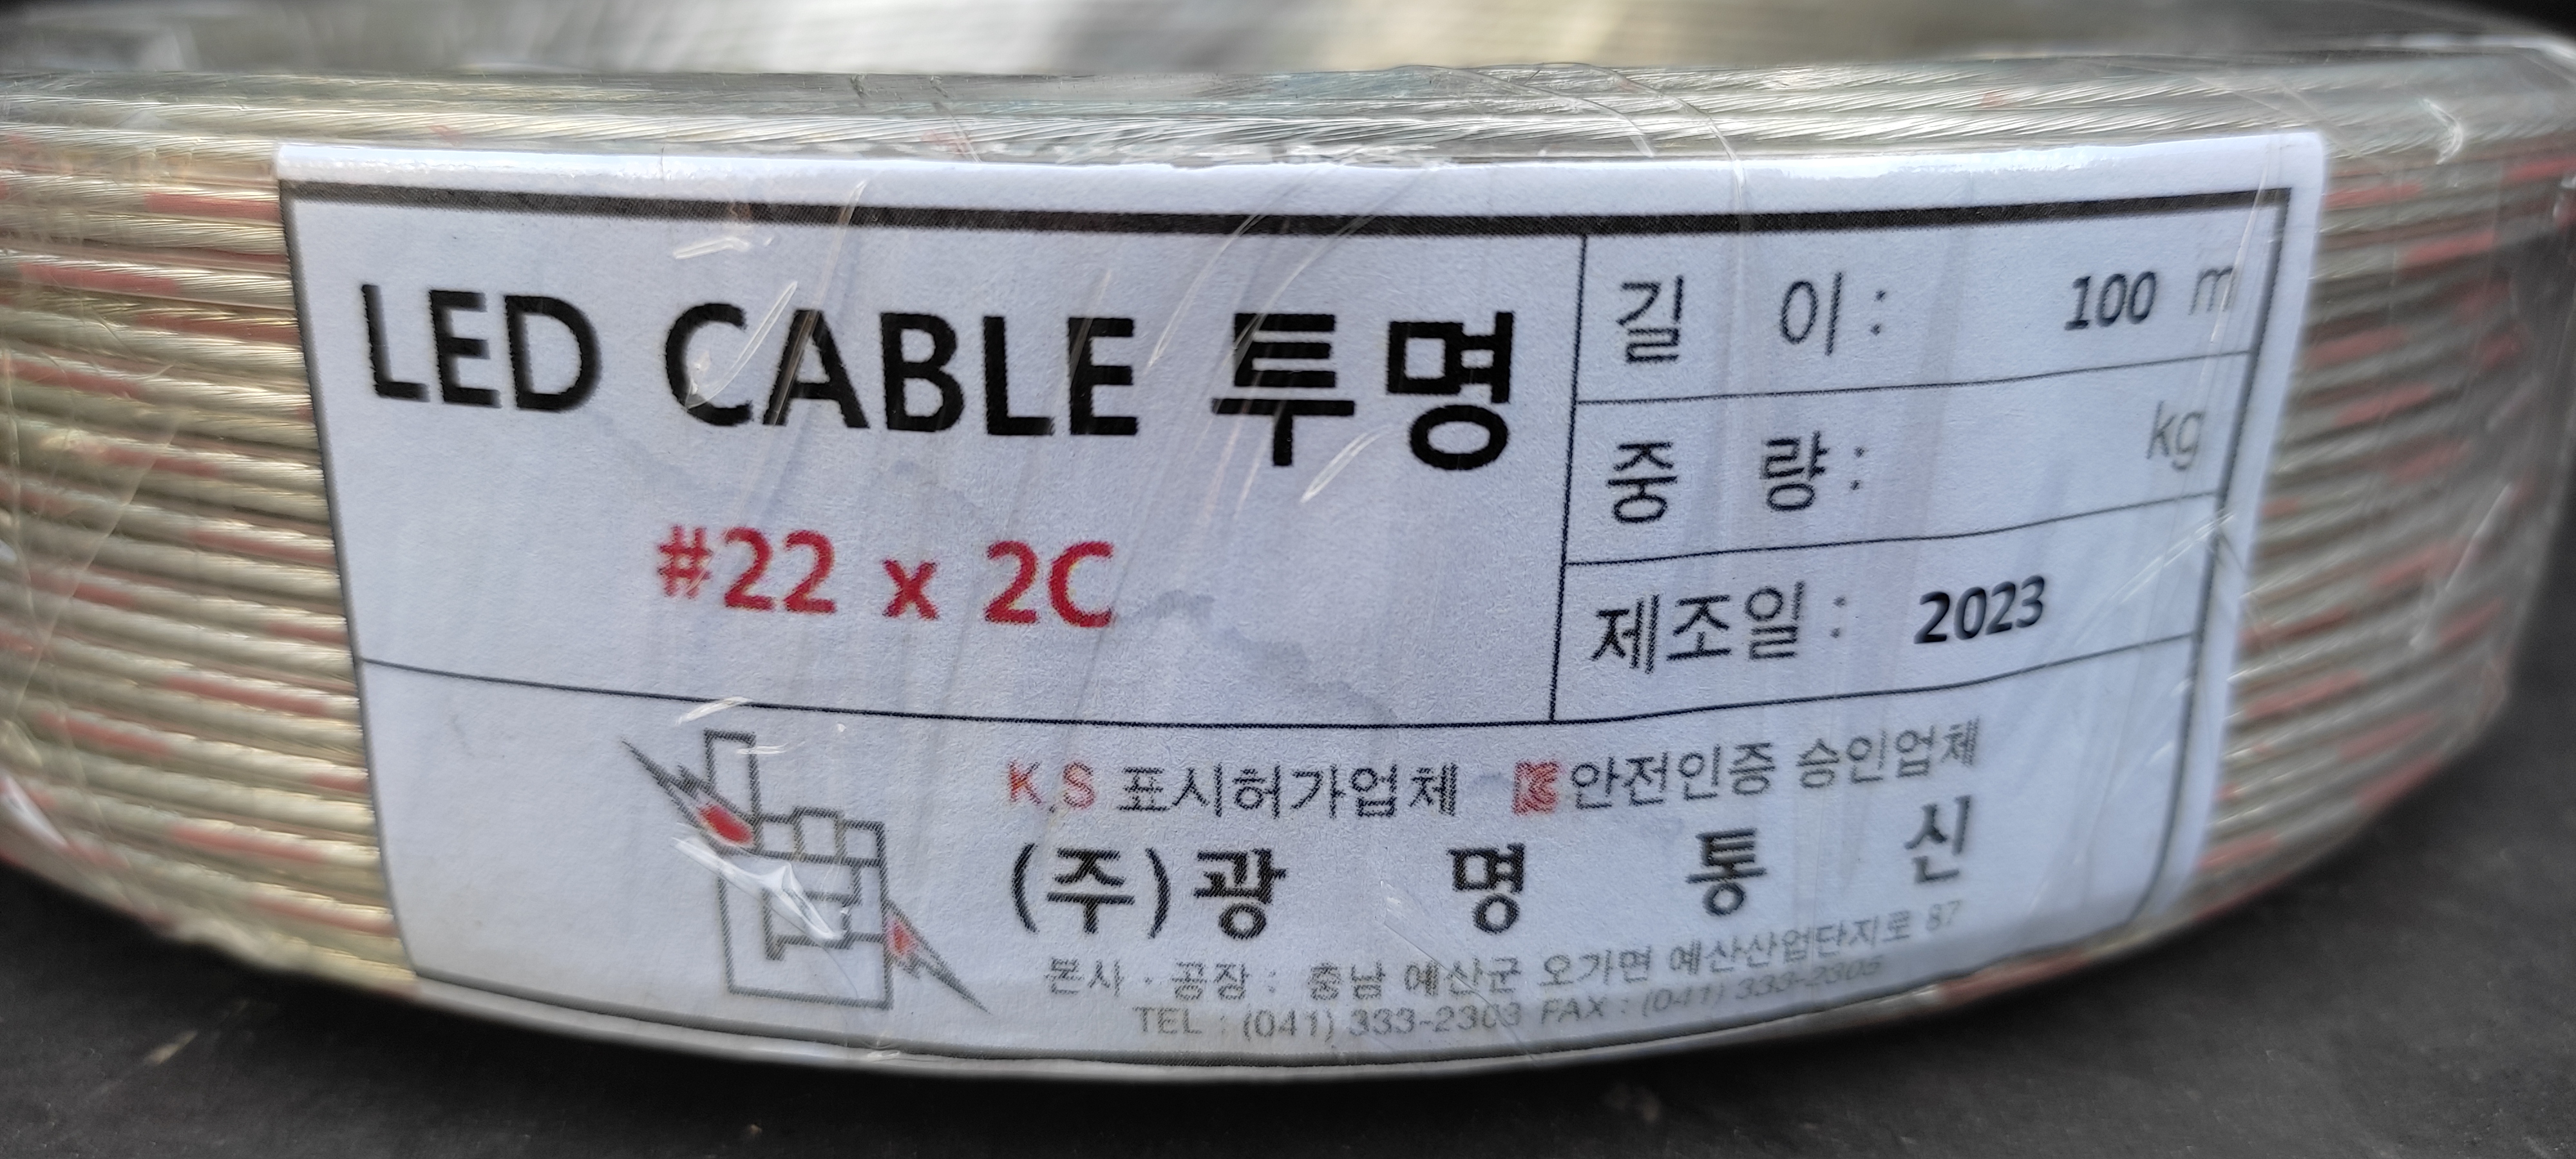 LED CABLE 투명
#22 x 2C
길 이 : 100 m
중 량 : kg
제조일 : 2023
K.S 표시허가업체 안전인증 승인업체
(주)광 명 통 신
본사 · 공장 : 충남 예산군 오가면 예산산업단지로 87
TEL : (041) 333-2303 FAX : (041) 333-2305